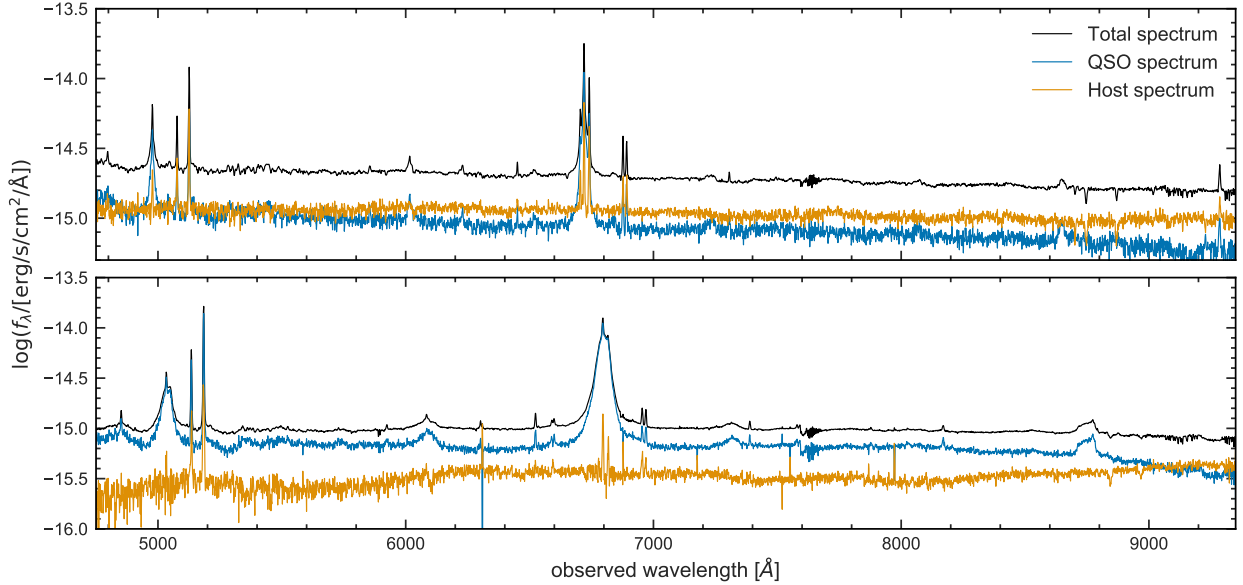 −13.5
−14.0
−14.5
−15.0
Total spectrum
QSO spectrum
Host spectrum
−13.5
−14.0
−14.5
−15.0
−15.5
−16.0
log(fλ/[erg/s/cm²/Å])
5000 6000 7000 8000 9000
observed wavelength [Å]